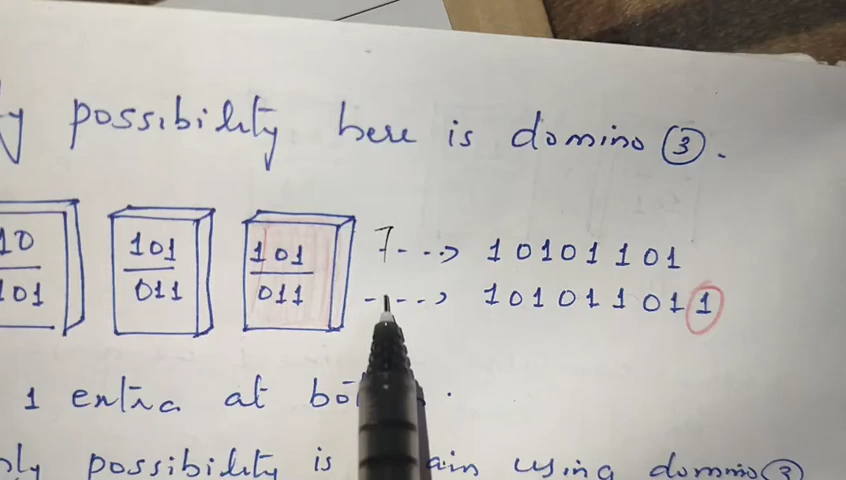 possibility here is domino 3.
10 101 101 7---> 10101101
101 011 011 ----> 101011011
1 extra at
possibility is using domino 3